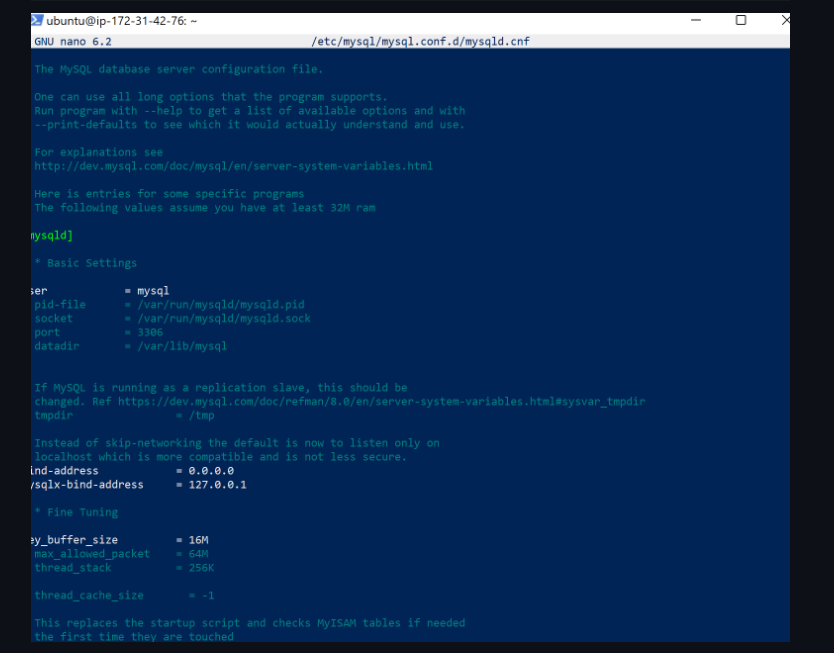 ubuntu@ip-172-31-42-76: ~
GNU nano 6.2 /etc/mysql/mysql.conf.d/mysqld.cnf
The MySQL database server configuration file.
One can use all long options that the program supports.
Run program with --help to get a list of available options and with
--print-defaults to see which it would actually understand and use.
For explanations see
http://dev.mysql.com/doc/mysql/en/server-system-variables.html
Here is entries for some specific programs
The following values assume you have at least 32M ram
mysqld]
* Basic Settings
ser = mysql
pid-file = /var/run/mysqld/mysqld.pid
socket = /var/run/mysqld/mysqld.sock
port = 3306
datadir = /var/lib/mysql
If MySQL is running as a replication slave, this should be
changed. Ref https://dev.mysql.com/doc/refman/8.0/en/server-system-variables.html#sysvar_tmpdir
tmpdir = /tmp
Instead of skip-networking the default is now to listen only on
localhost which is more compatible and is not less secure.
ind-address = 0.0.0.0
ysqlx-bind-address = 127.0.0.1
* Fine Tuning
ey_buffer_size = 16M
max_allowed_packet = 64M
thread_stack = 256K
thread_cache_size = -1
This replaces the startup script and checks MyISAM tables if needed
the first time they are touched